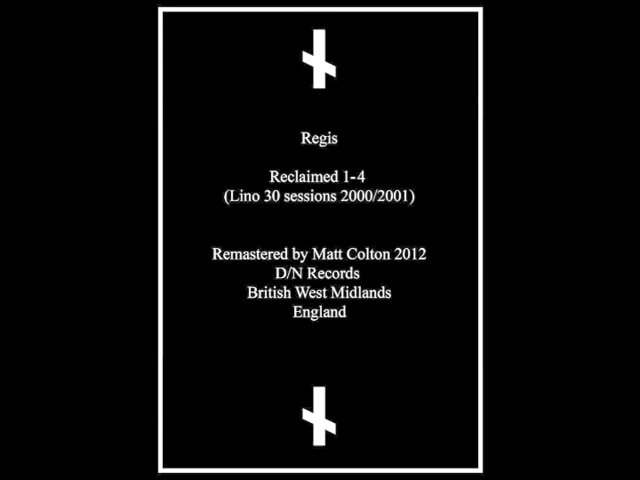 Regis
Reclaimed 1-4
(Lino 30 sessions 2000/2001)
Remastered by Matt Colton 2012
D/N Records
British West Midlands
England